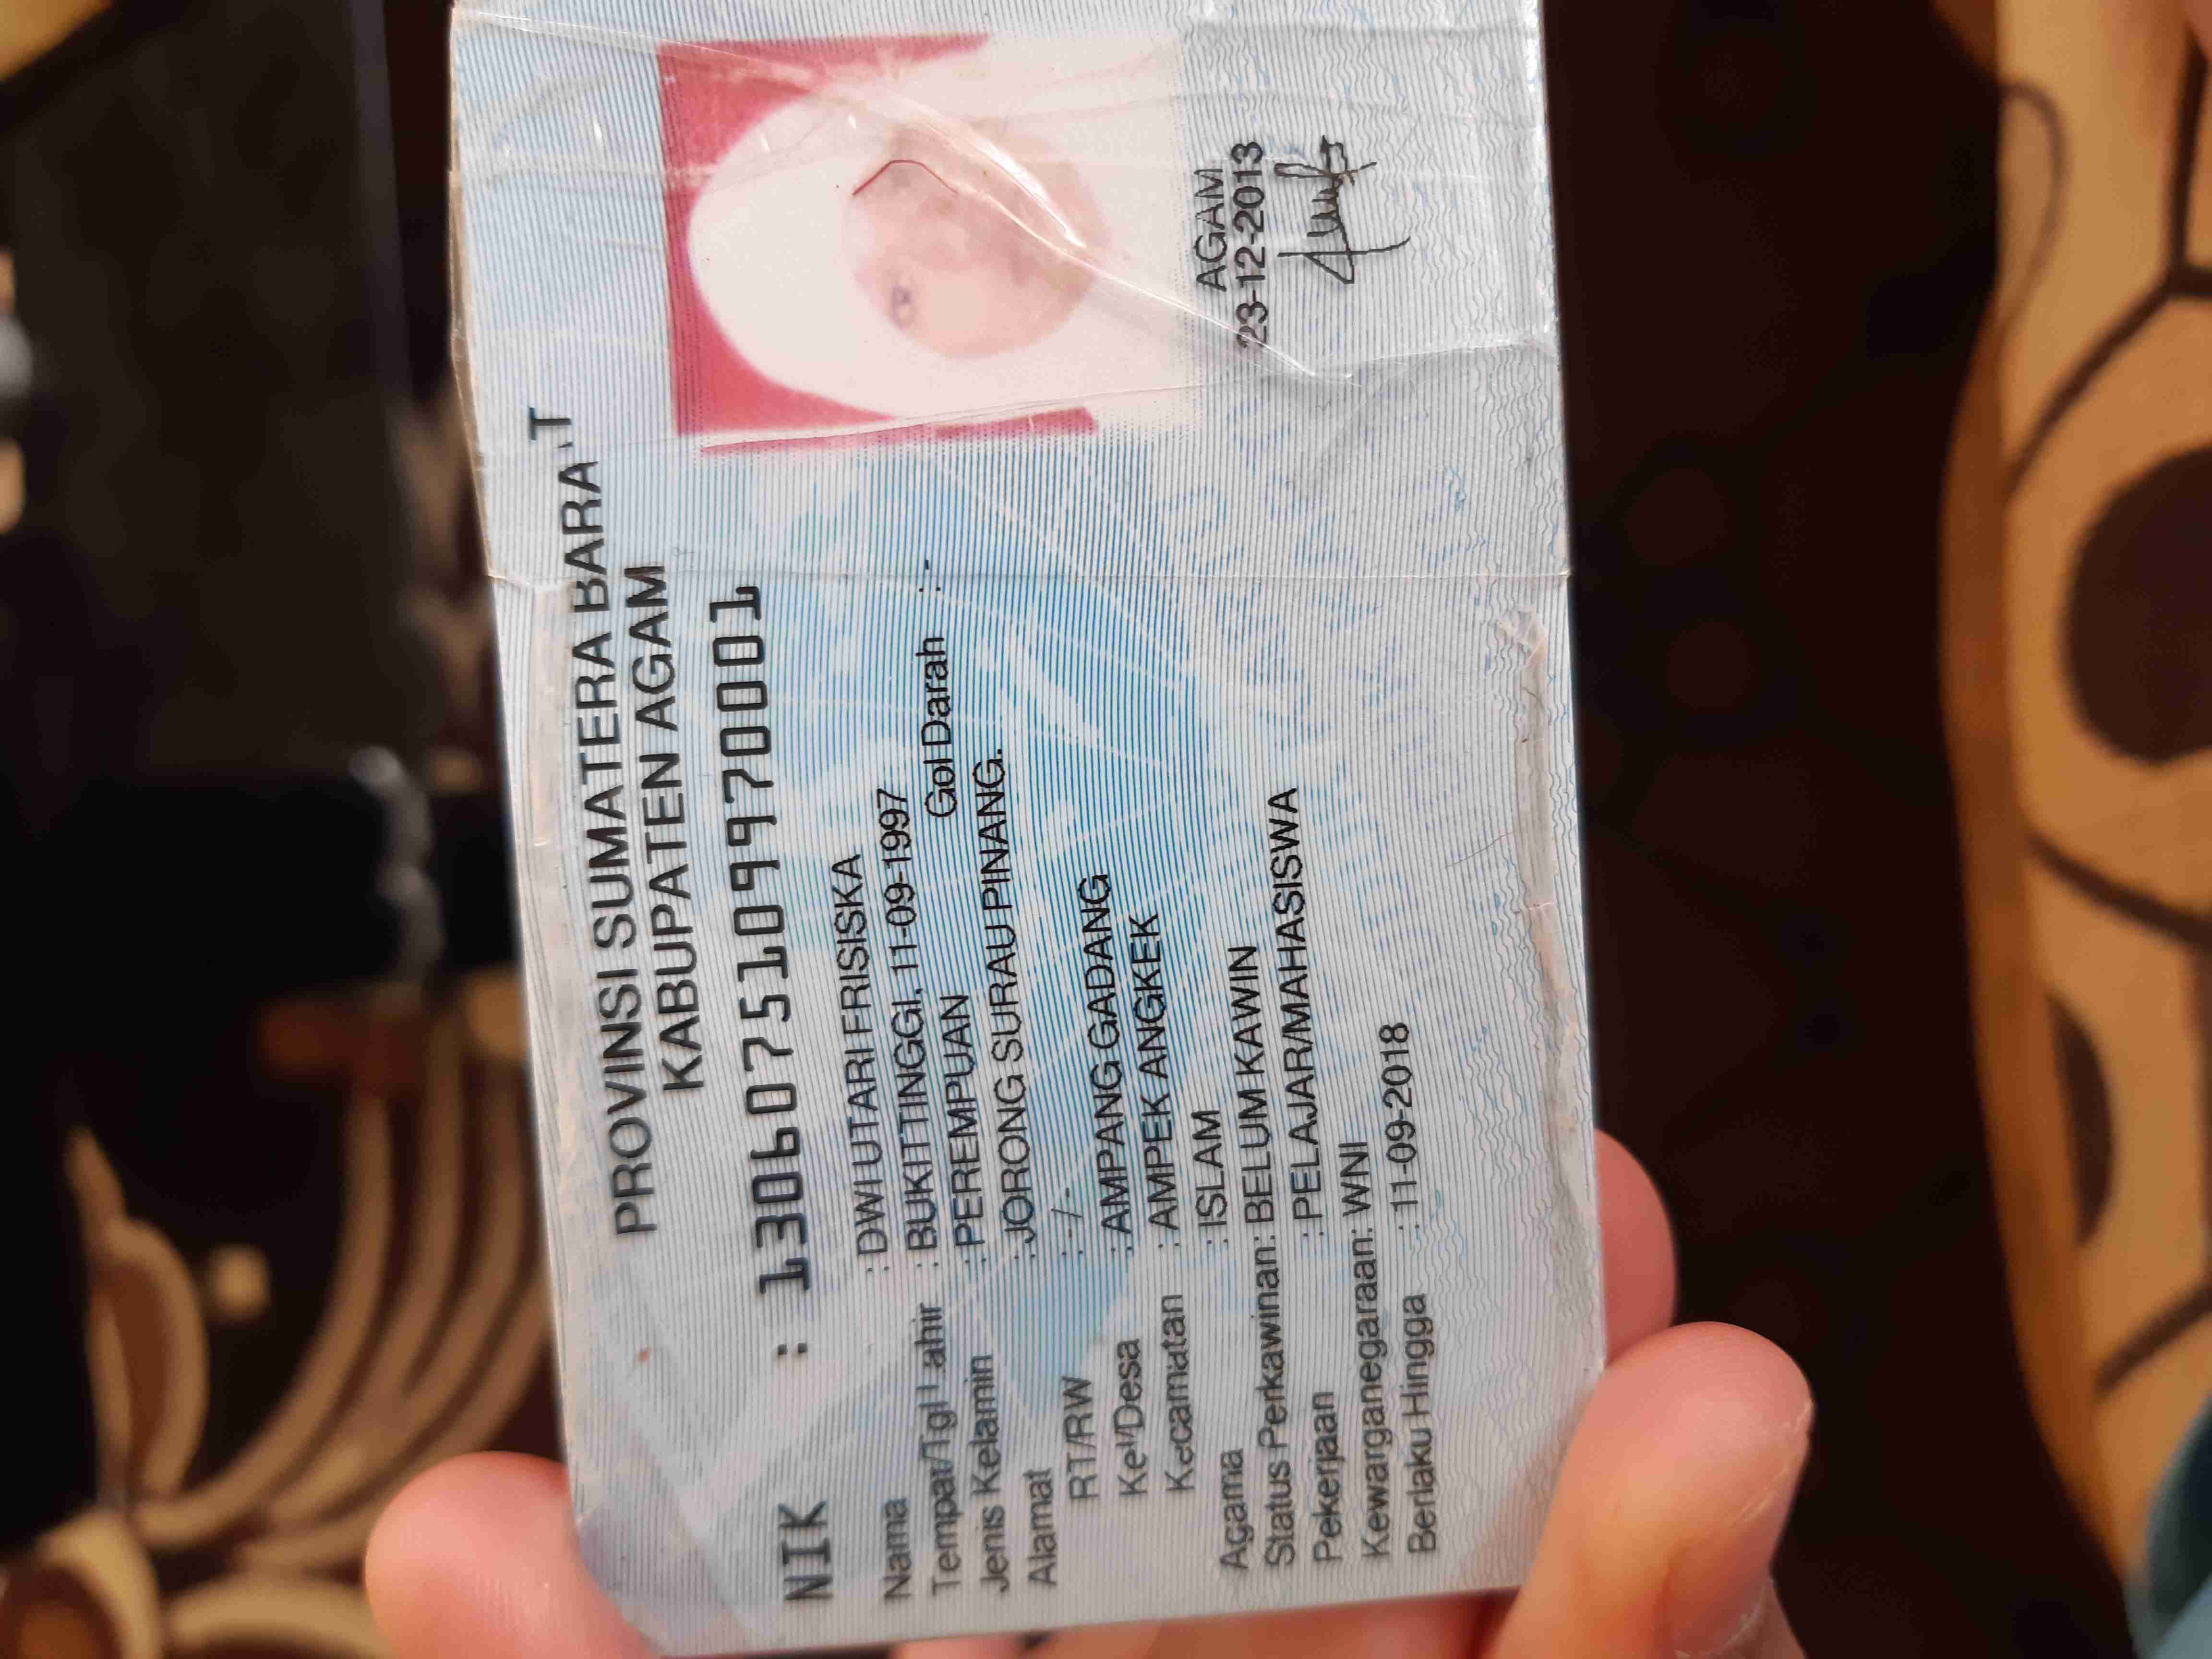 PROVINSI SUMATERA BARAT
KABUPATEN AGAM
NIK : 1306075109970001
Nama : DWI UTARI FRISISKA
Tempat/Tgl Lahir : BUKITTINGGI, 11-09-1997
Jenis Kelamin : PEREMPUAN Gol Darah : -
Alamat : JORONG SURAU PINANG.
RT/RW : -/-
Kel/Desa : AMPANG GADANG
Kecamatan : AMPEK ANGKEK
Agama : ISLAM
Status Perkawinan: BELUM KAWIN
Pekerjaan : PELAJAR/MAHASISWA
Kewarganegaraan: WNI
Berlaku Hingga : 11-09-2018
AGAM
23-12-2013